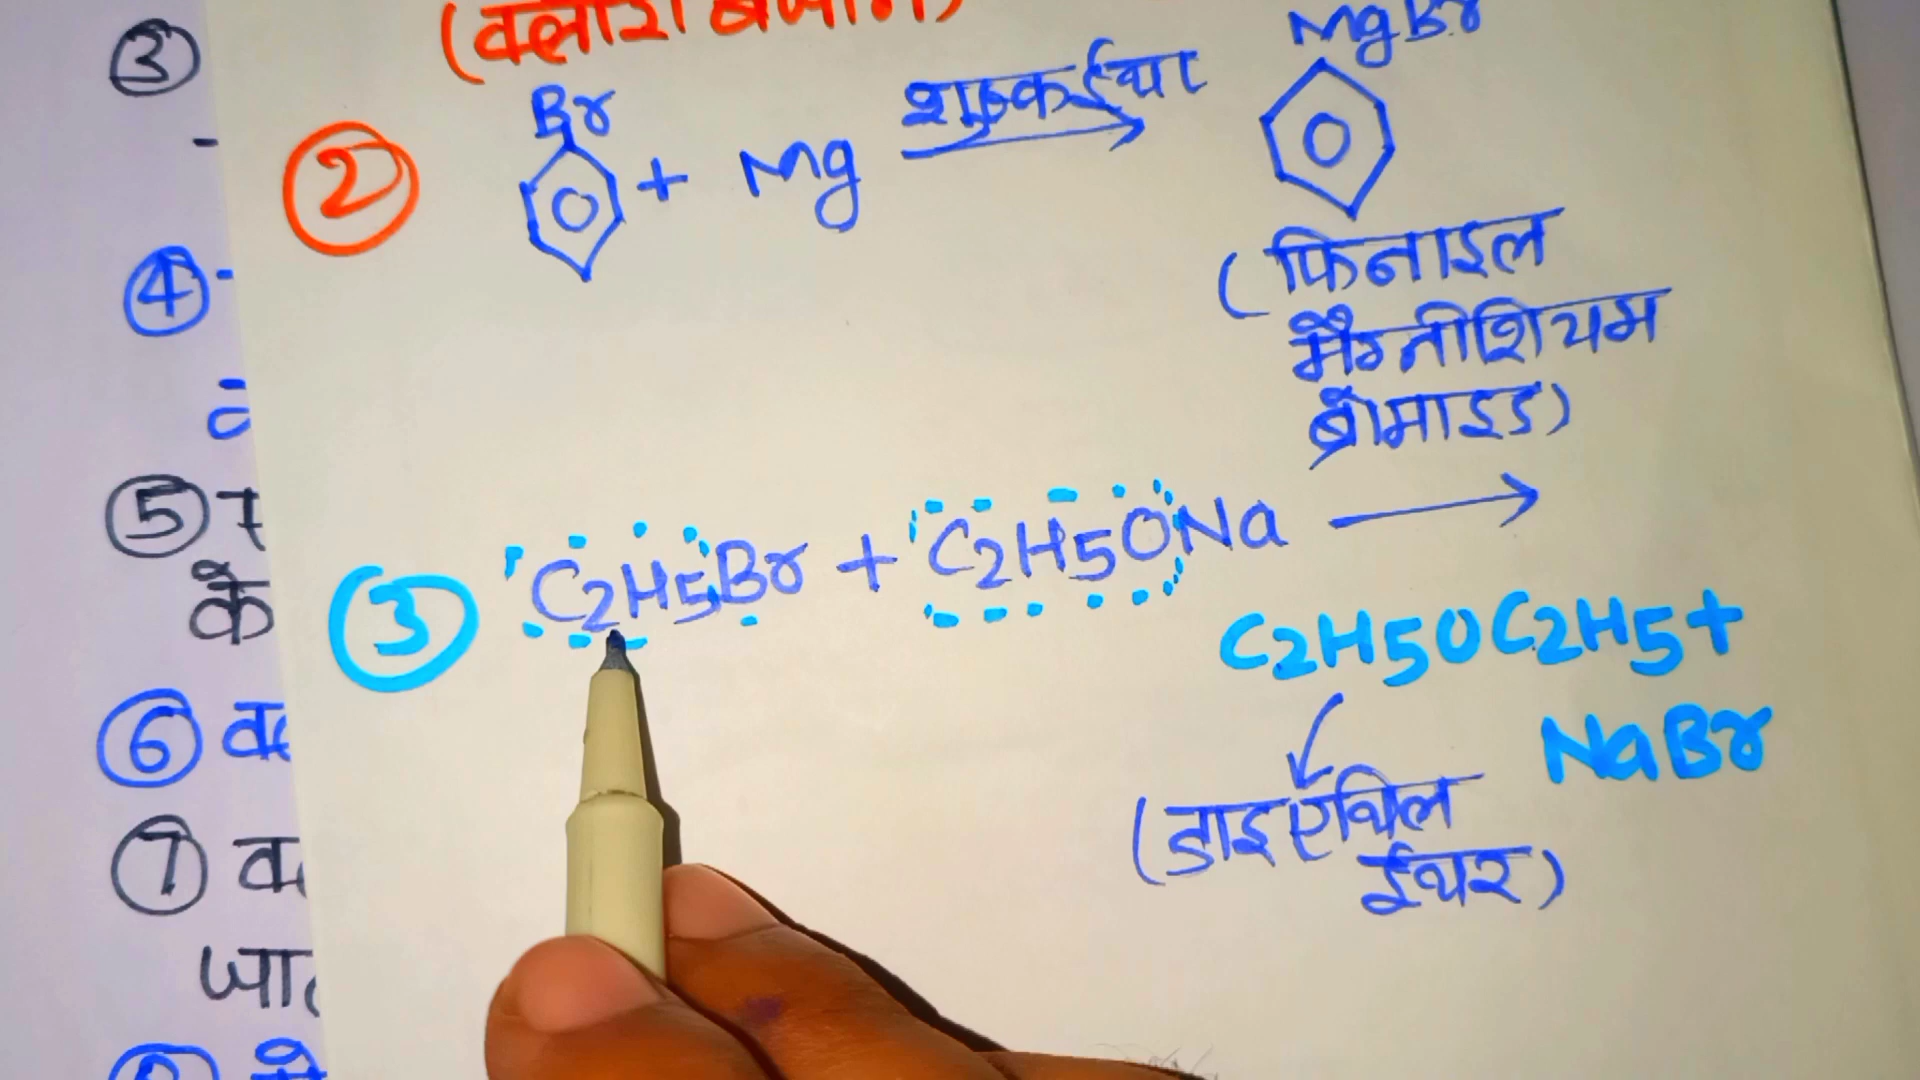 ③
(क्लोरो बेंजीन)
MgBr
Br
② + Mg शुष्क ईथर →
(फिनाइल
मैग्नीशियम
ब्रोमाइड)
④
⑤
के
③ C2H5Br + C2H5ONa →
C2H5OC2H5+
NaBr
(डाइएथिल
ईथर)
⑥
⑦